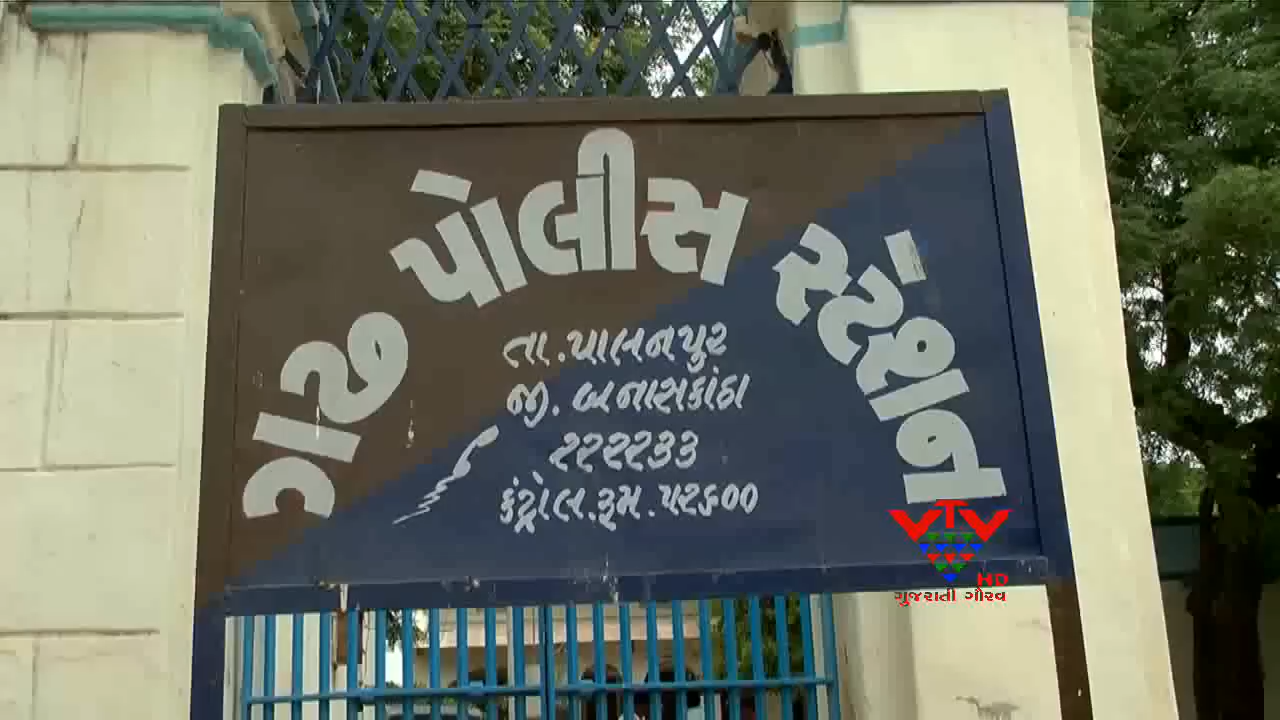 ગઢ પોલીસ સ્ટેશન
તા. પાલનપુર
જી. બનાસકાંઠા
૨૨૨૨૩૩
કંટ્રોલ. રૂમ. ૫૨૬૦૦
VTV
HD
ગુજરાતી ગૌરવ